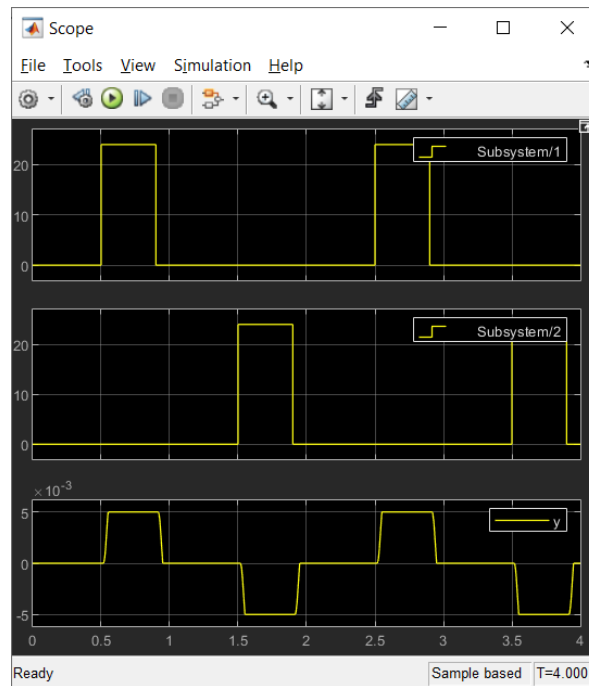 Scope
File Tools View Simulation Help
Subsystem/1
20
10
0
Subsystem/2
20
10
0
× 10-3
y
5
0
-5
0 0.5 1 1.5 2 2.5 3 3.5 4
Ready Sample based T=4.000